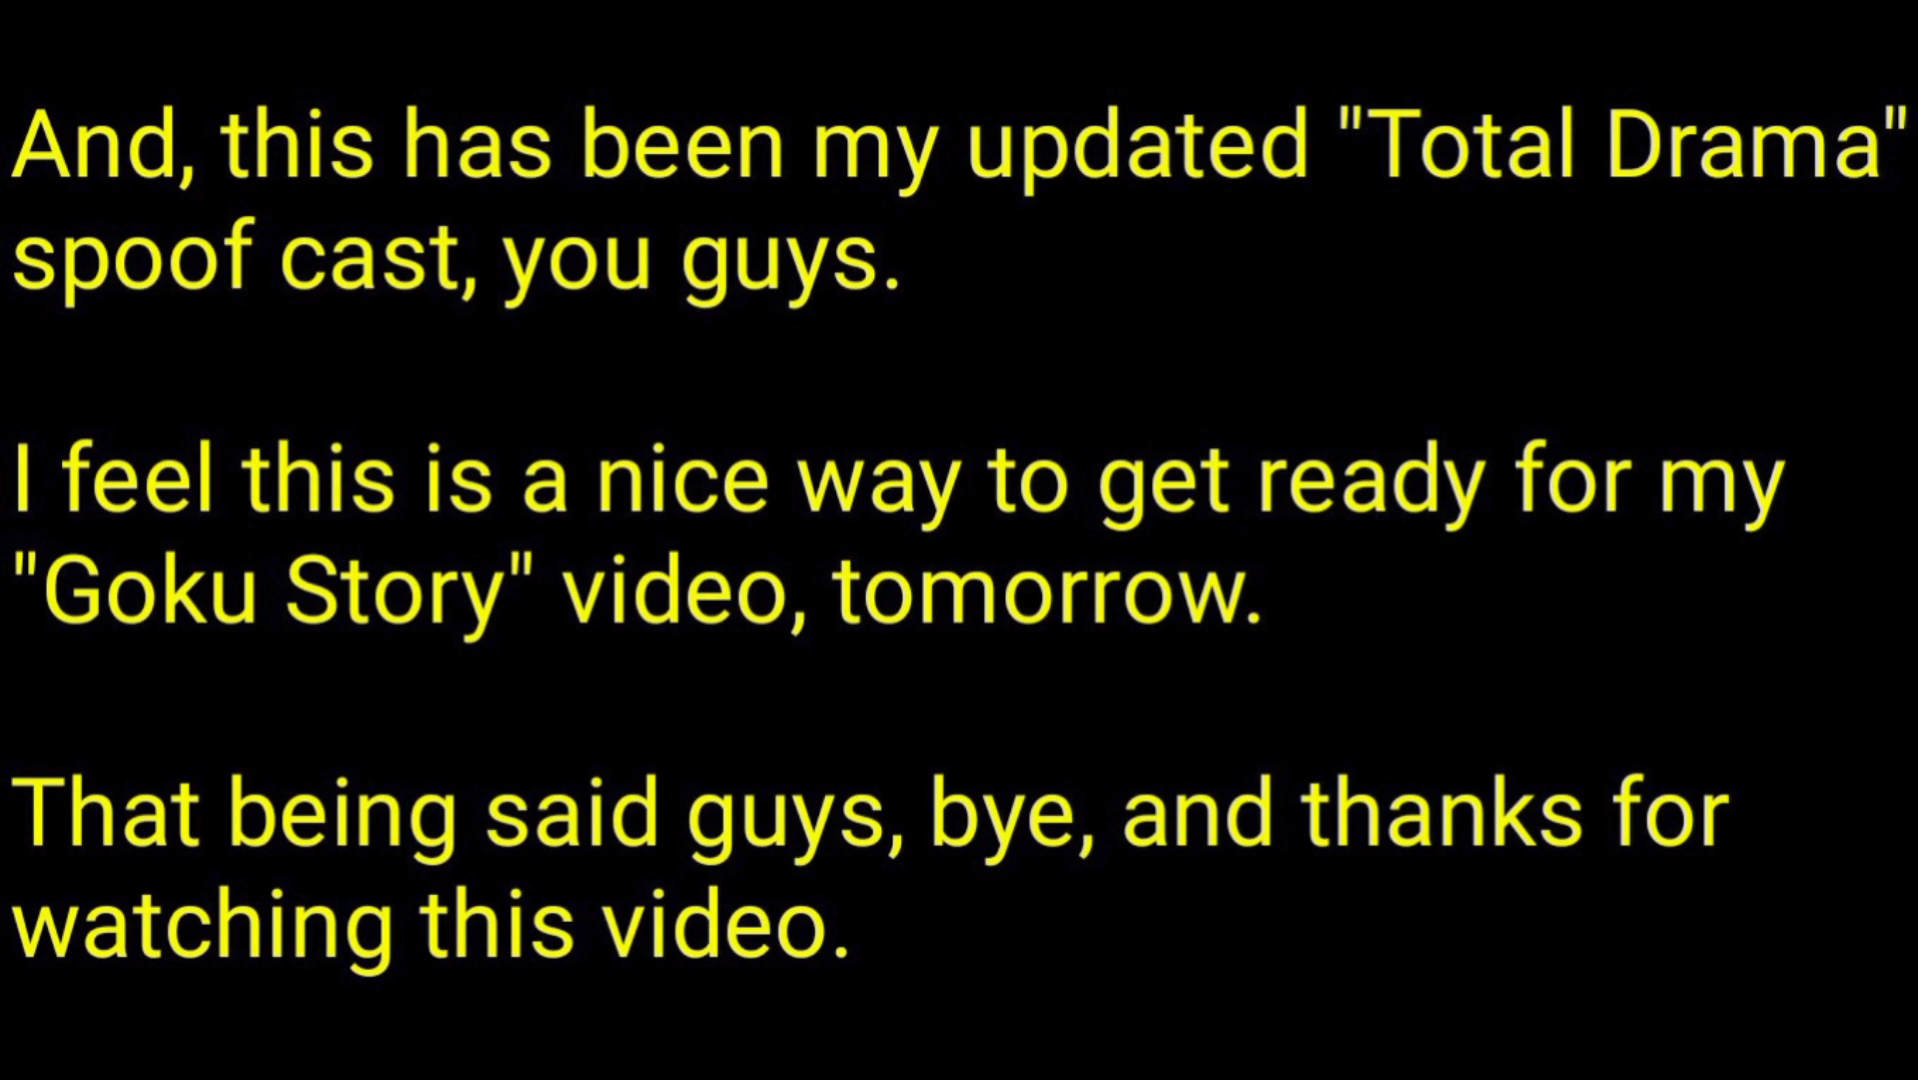 And, this has been my updated "Total Drama"
spoof cast, you guys.
I feel this is a nice way to get ready for my
"Goku Story" video, tomorrow.
That being said guys, bye, and thanks for
watching this video.